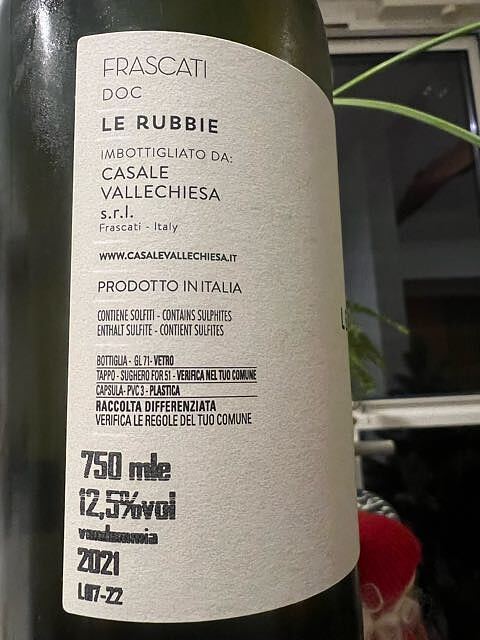 FRASCATI
DOC
LE RUBBIE
IMBOTTIGLIATO DA:
CASALE
VALLECHIESA
s.r.l.
Frascati - Italy
WWW.CASALEVALLECHIESA.IT
PRODOTTO IN ITALIA
CONTIENE SOLFITI - CONTAINS SULPHITES
ENTHALT SULFITE - CONTIENT SULFITES
BOTTIGLIA - GL 71- VETRO
TAPPO - SUGHERO FOR 51 - VERIFICA NEL TUO COMUNE
CAPSULA- PVC 3 - PLASTICA
RACCOLTA DIFFERENZIATA
VERIFICA LE REGOLE DEL TUO COMUNE
750 mle
12,5%vol
vendemmia
2021
L07-22